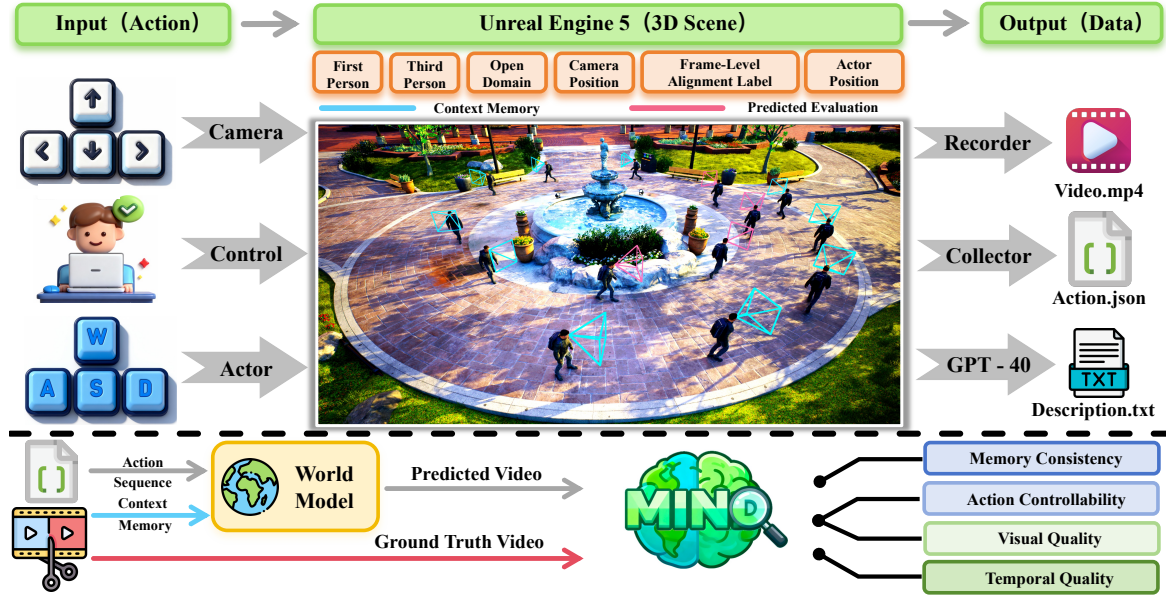 Input（Action）
Unreal Engine 5（3D Scene）
Output（Data）
First
Person
Third
Person
Open
Domain
Camera
Position
Frame-Level
Alignment Label
Actor
Position
Context Memory
Predicted Evaluation
Camera
Control
W
A
S
D
Actor
Recorder
Video.mp4
Collector
Action.json
GPT - 40
TXT
Description.txt
Action
Sequence
Context
Memory
World
Model
Predicted Video
Ground Truth Video
MIND
Memory Consistency
Action Controllability
Visual Quality
Temporal Quality